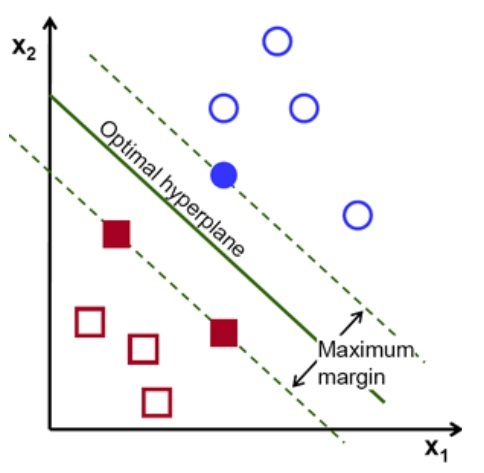 x2
Optimal hyperplane
Maximum
margin
x1